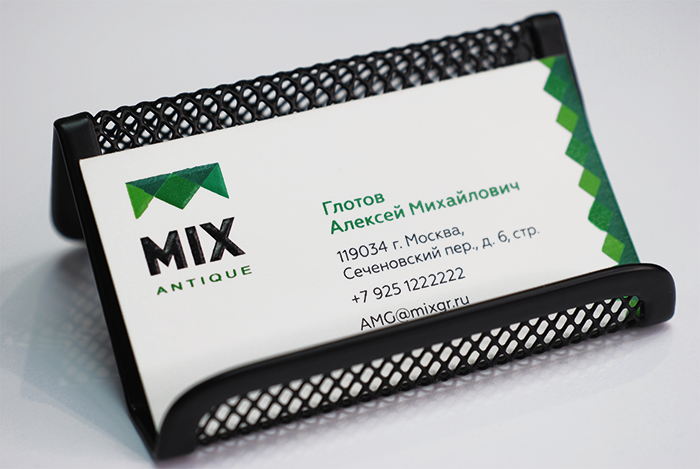 MIX
ANTIQUE
Глотов
Алексей Михайлович
119034 г. Москва,
Сеченовский пер., д. 6, стр.
+7 925 1222222
AMG@mixgr.ru